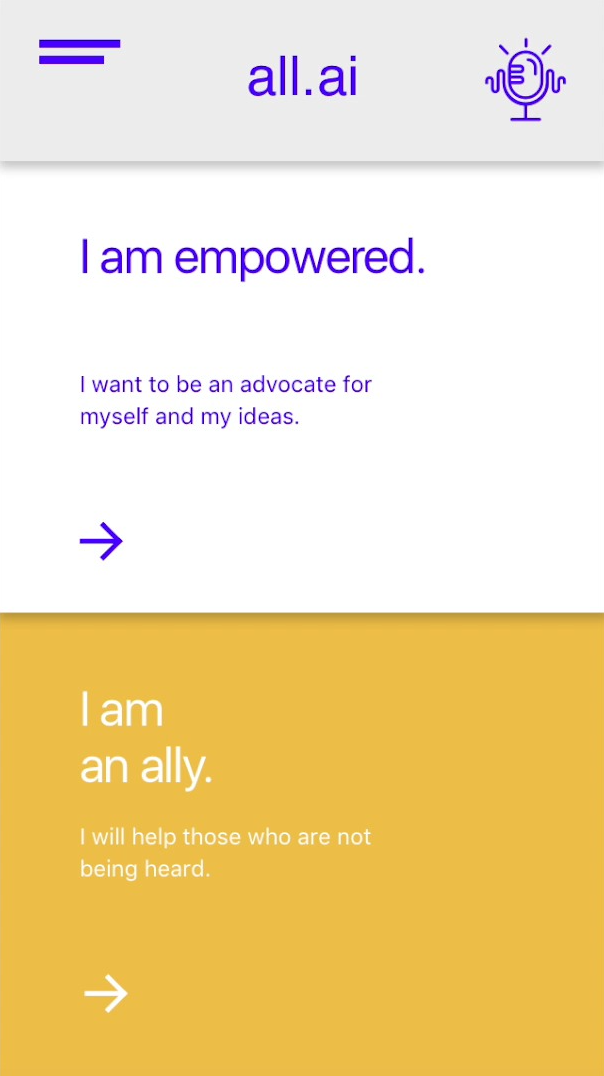 all.ai
I am empowered.
I want to be an advocate for
myself and my ideas.
I am
an ally.
I will help those who are not
being heard.